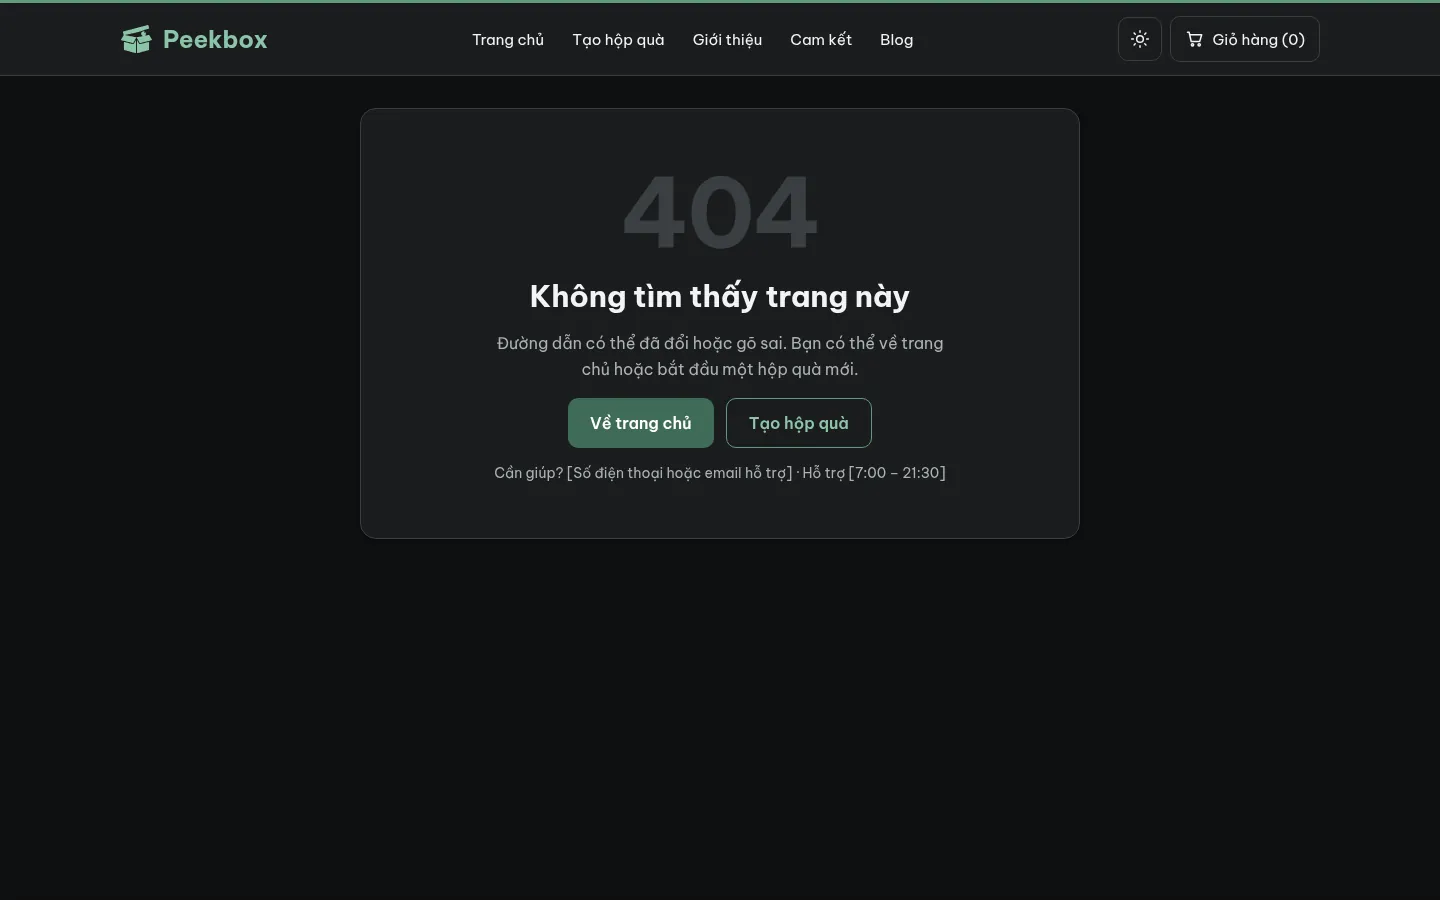 Peekbox
Trang chủ
Tạo hộp quà
Giới thiệu
Cam kết
Blog
Giỏ hàng (0)
404
Không tìm thấy trang này
Đường dẫn có thể đã đổi hoặc gõ sai. Bạn có thể về trang
chủ hoặc bắt đầu một hộp quà mới.
Về trang chủ
Tạo hộp quà
Cần giúp? [Số điện thoại hoặc email hỗ trợ] · Hỗ trợ [7:00 – 21:30]